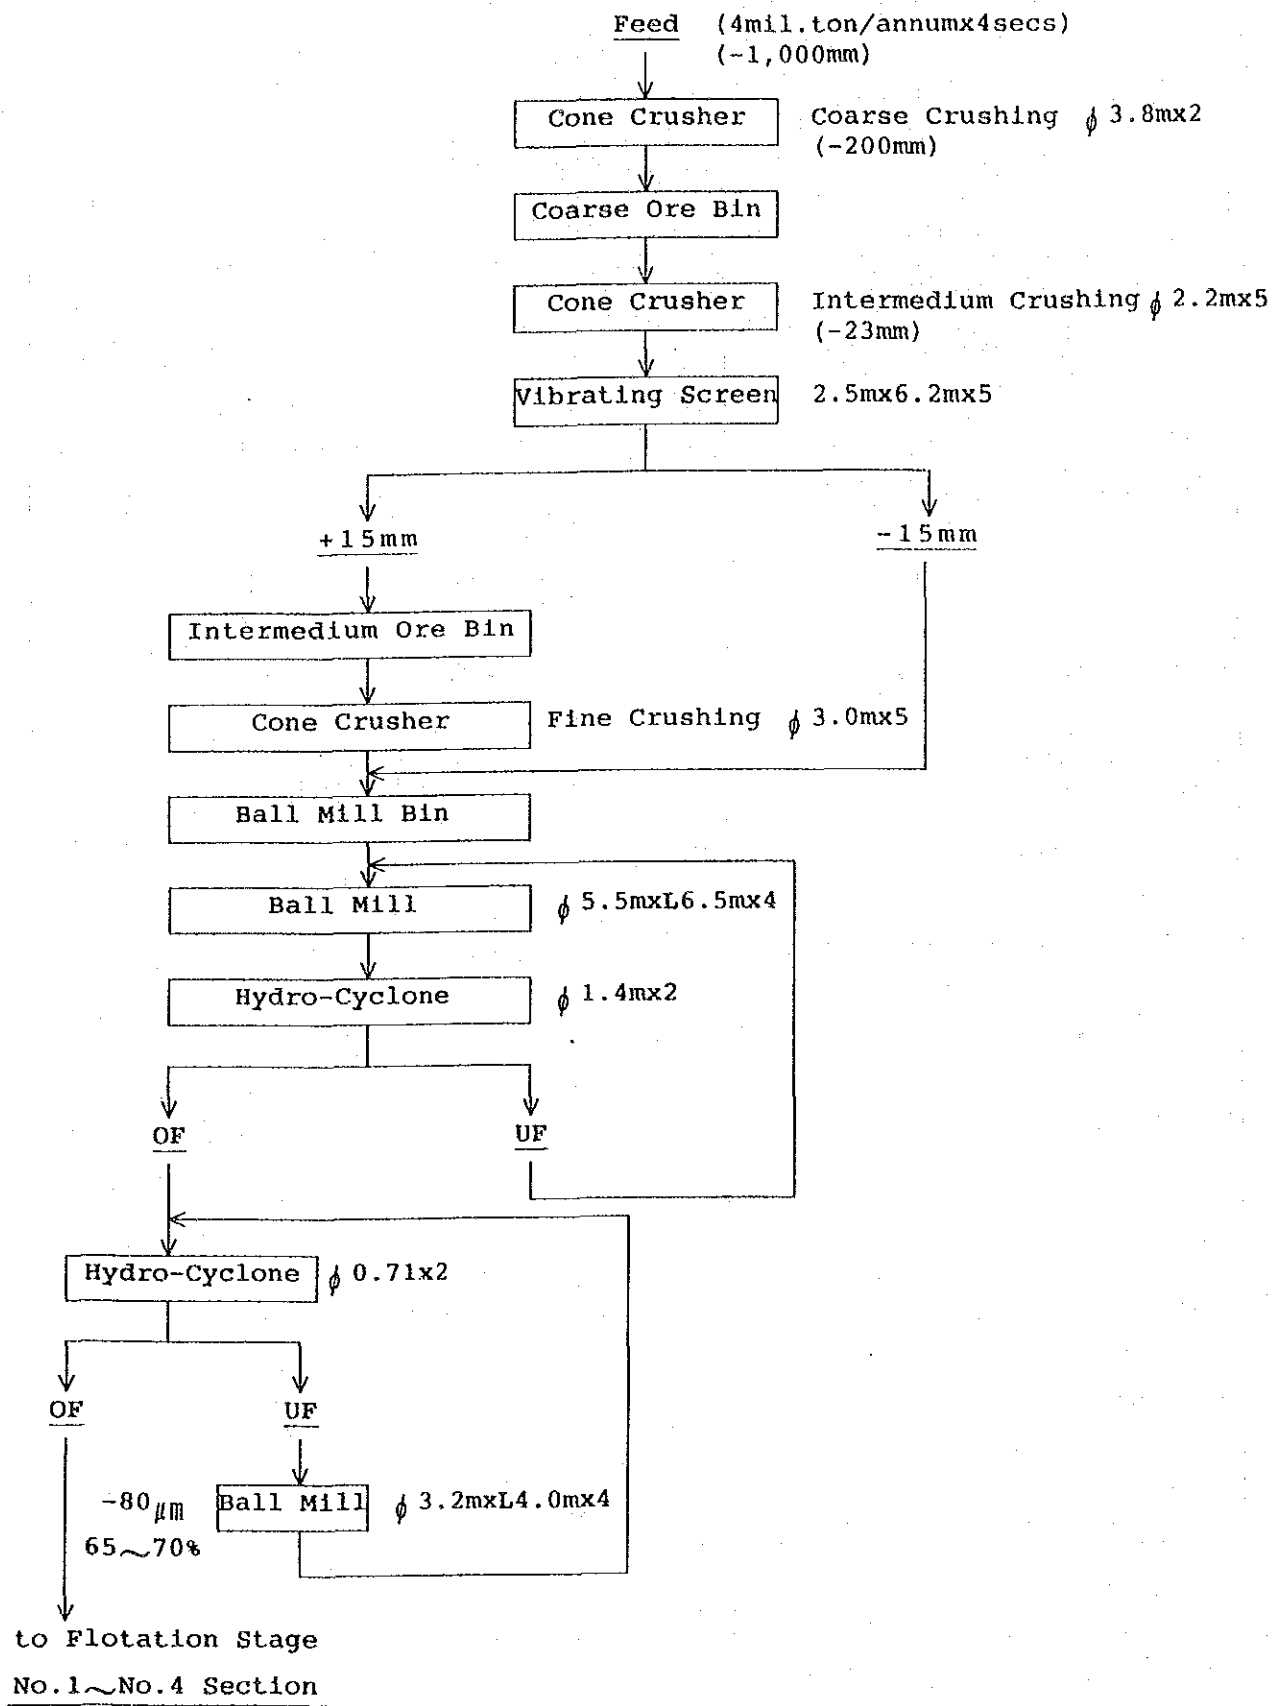 Feed (4mil.ton/annumx4secs)
(-1,000mm)
Cone Crusher Coarse Crushing ϕ 3.8mx2
(-200mm)
Coarse Ore Bin
Cone Crusher Intermedium Crushing ϕ 2.2mx5
(-23mm)
Vibrating Screen 2.5mx6.2mx5
+15mm -15mm
Intermedium Ore Bin
Cone Crusher Fine Crushing ϕ 3.0mx5
Ball Mill Bin
Ball Mill ϕ 5.5mxL6.5mx4
Hydro-Cyclone ϕ 1.4mx2
OF UF
Hydro-Cyclone ϕ 0.71x2
OF UF
-80μm Ball Mill ϕ 3.2mxL4.0mx4
65~70%
to Flotation Stage
No.1~No.4 Section